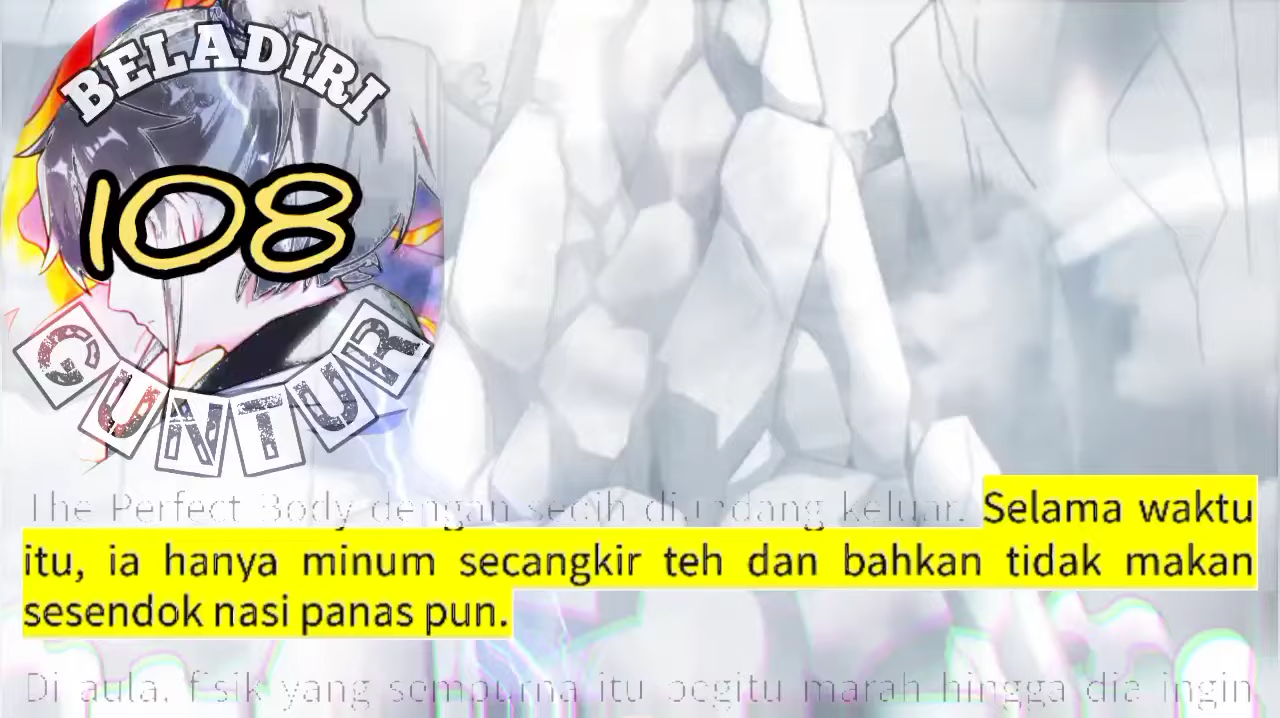 BELADIRI
108
GUNTUR
The Perfect Body dengan sedih diundang keluar. Selama waktu
itu, ia hanya minum secangkir teh dan bahkan tidak makan
sesendok nasi panas pun.
Di aula, fisik yang sempurna itu begitu marah hingga dia ingin